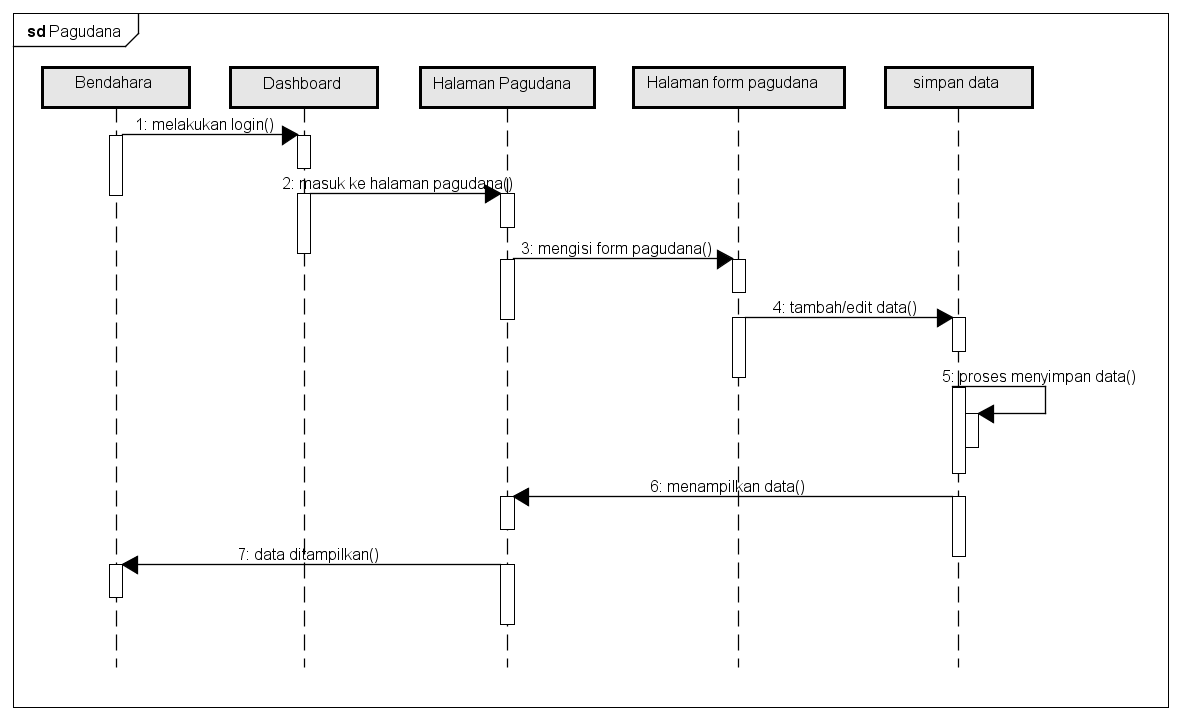 sd Pagudana
Bendahara
Dashboard
Halaman Pagudana
Halaman form pagudana
simpan data
1: melakukan login()
2: masuk ke halaman pagudana()
3: mengisi form pagudana()
4: tambah/edit data()
5: proses menyimpan data()
6: menampilkan data()
7: data ditampilkan()